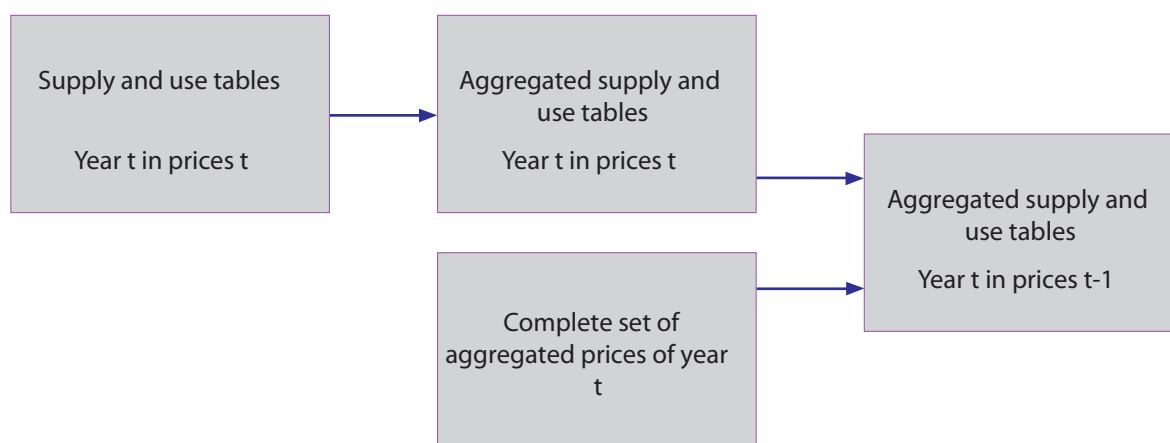 Supply and use tables
Year t in prices t
Aggregated supply and
use tables
Year t in prices t
Aggregated supply and
use tables
Year t in prices t-1
Complete set of
aggregated prices of year
t